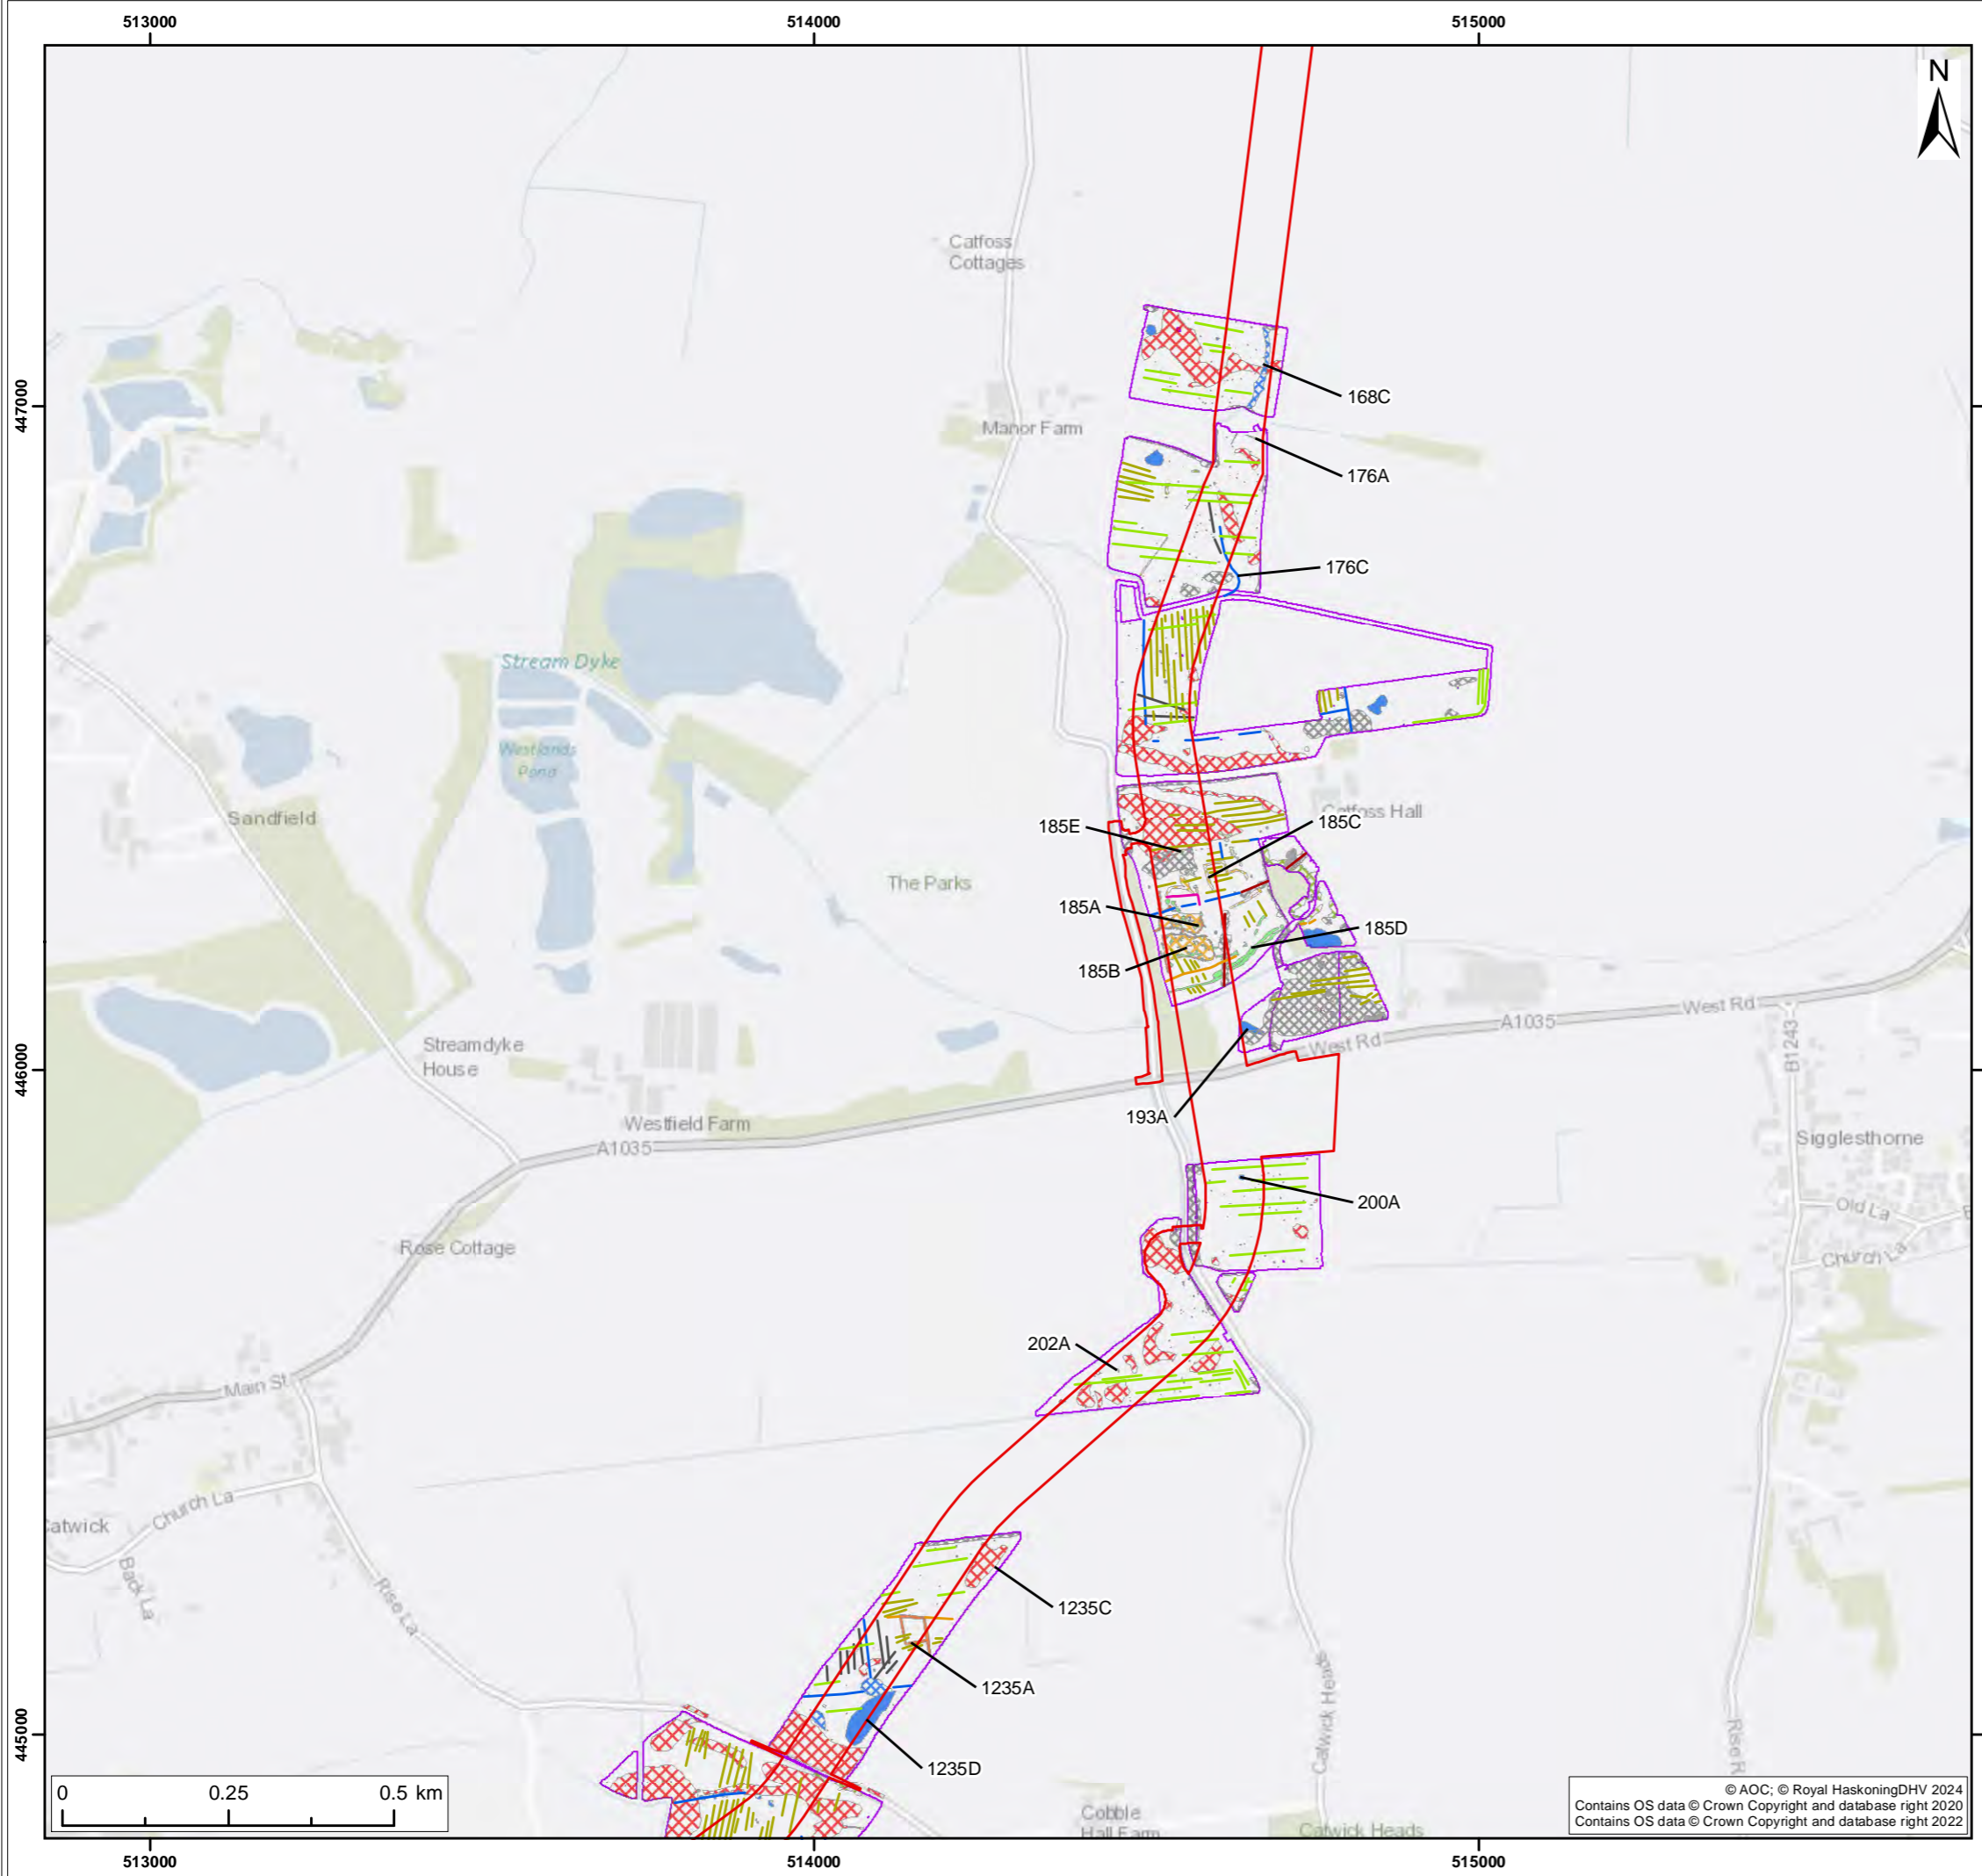 513000
514000
515000
N
447000
446000
445000
Catfoss
Cottages
168C
Manor Farm
176A
176C
Stream Dyke
Westlands
Pond
Sandfield
Catfoss Hall
185E
185C
The Parks
185A
185D
185B
West Rd
A1035
West Rd
B1243
Streamdyke
House
193A
Westfield Farm
A1035
Sigglesthorne
200A
Old La
Church La
Rose Cottage
202A
Main St
Church La
Catwick
Back La
Rise La
1235C
1235A
1235D
Catwick Heads
Rise R
Cobble
Hall Farm
Catwick Heads
0 0.25 0.5 km
© AOC; © Royal HaskoningDHV 2024
Contains OS data © Crown Copyright and database right 2020
Contains OS data © Crown Copyright and database right 2022
513000
514000
515000